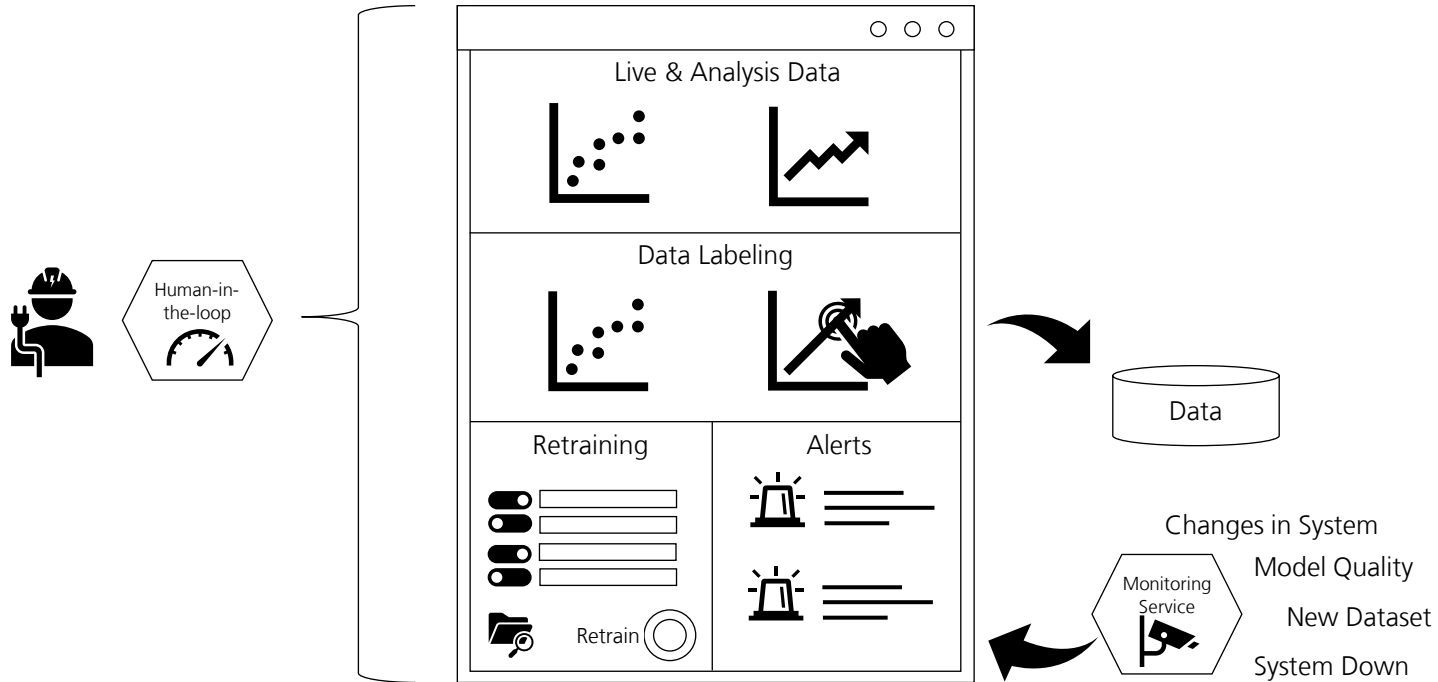 Live & Analysis Data
Human-in-
the-loop
Data Labeling
Data
Retraining
Alerts
Retrain
Changes in System
Model Quality
Monitoring
Service
New Dataset
System Down